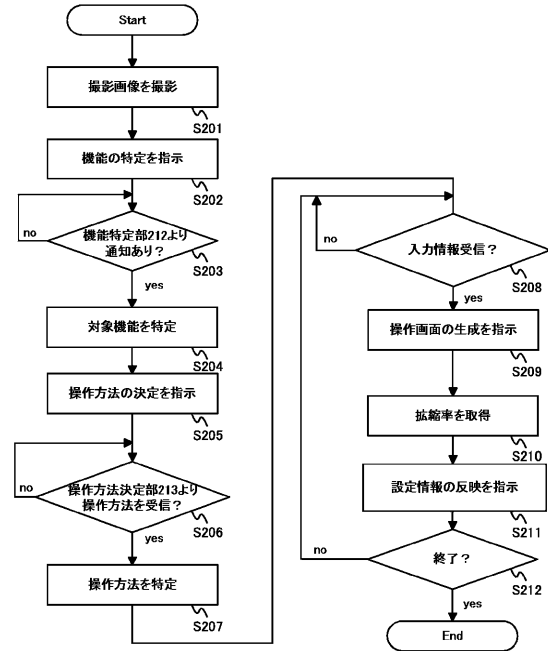 Start
撮影画像を撮影
S201
機能の特定を指示
S202
no
機能特定部212より
通知あり？
S203
yes
対象機能を特定
S204
操作方法の決定を指示
S205
no
操作方法決定部213より
操作方法を受信？
S206
yes
操作方法を特定
S207
no
入力情報受信？
S208
yes
操作画面の生成を指示
S209
拡縮率を取得
S210
設定情報の反映を指示
S211
no
終了？
S212
yes
End